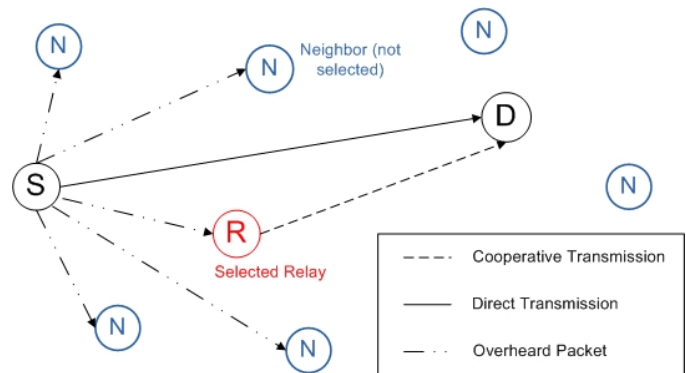 N
N
Neighbor (not
selected)
N
D
S
N
R
Selected Relay
N
N
Cooperative Transmission
Direct Transmission
Overheard Packet